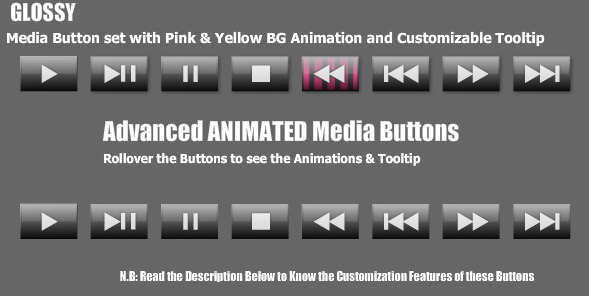 GLOSSY
Media Button set with Pink & Yellow BG Animation and Customizable Tooltip
Advanced ANIMATED Media Buttons
Rollover the Buttons to see the Animations & Tooltip
N.B: Read the Description Below to Know the Customization Features of these Buttons